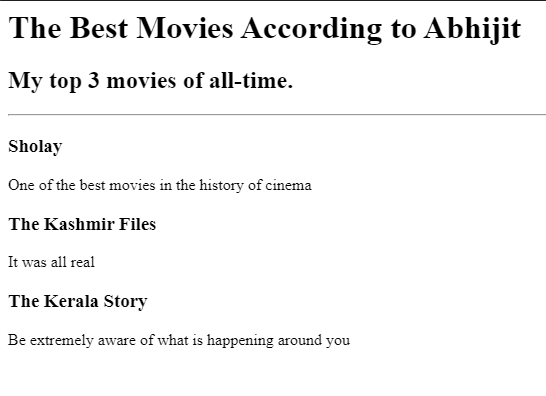 The Best Movies According to Abhijit
My top 3 movies of all-time.
Sholay
One of the best movies in the history of cinema
The Kashmir Files
It was all real
The Kerala Story
Be extremely aware of what is happening around you